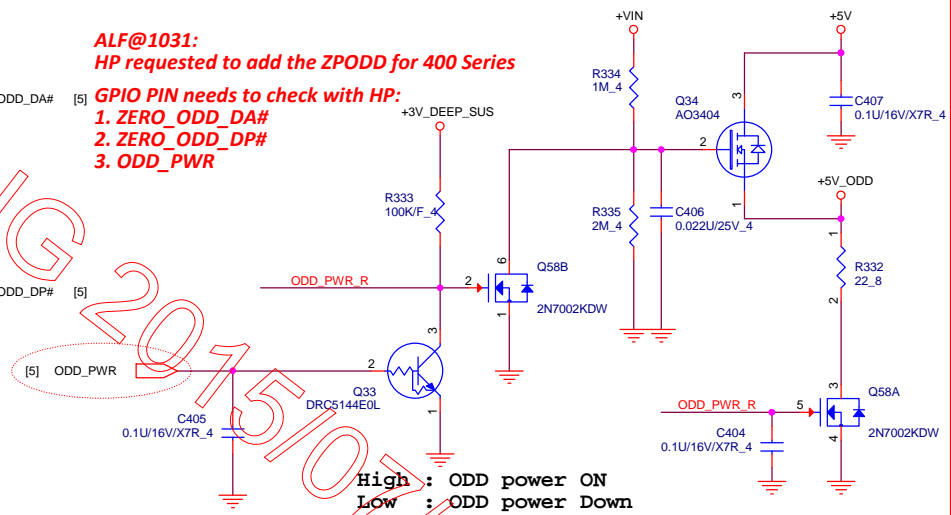 ALF@1031:
HP requested to add the ZPODD for 400 Series
ODD_DA# [5]
GPIO PIN needs to check with HP:
1. ZERO_ODD_DA#
2. ZERO_ODD_DP#
3. ODD_PWR
+3V_DEEP_SUS
+VIN
+5V
R334
1M_4
Q34
AO3404
3
2
1
C407
0.1U/16V/X7R_4
+5V_ODD
R333
100K/F_4
R335
2M_4
C406
0.022U/25V_4
1
R332
22_8
2
ODD_DP# [5]
ODD_PWR_R
6
2
Q58B
1
2N7002KDW
[5] ODD_PWR
3
2
Q33
DRC5144E0L
1
C405
0.1U/16V/X7R_4
ODD_PWR_R
3
5
Q58A
4
2N7002KDW
C404
0.1U/16V/X7R_4
High : ODD power ON
Low : ODD power Down
G 2015/07